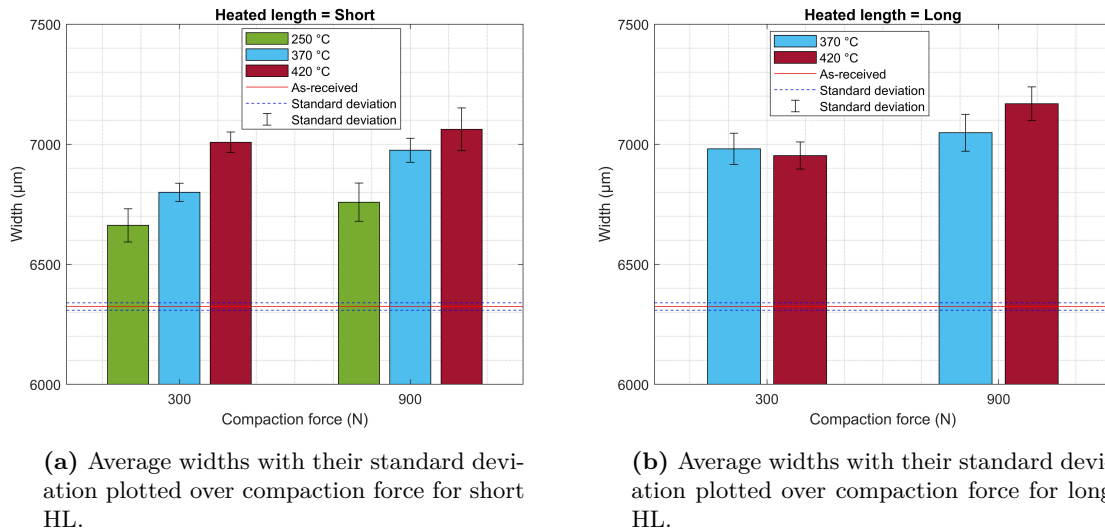 Heated length = Short
7500
7000
6500
6000
Width (µm)
250 °C
370 °C
420 °C
As-received
Standard deviation
Standard deviation
300
900
Compaction force (N)
(a) Average widths with their standard devi-
ation plotted over compaction force for short
HL.
Heated length = Long
7500
7000
6500
6000
Width (µm)
370 °C
420 °C
As-received
Standard deviation
Standard deviation
300
900
Compaction force (N)
(b) Average widths with their standard devi-
ation plotted over compaction force for long
HL.